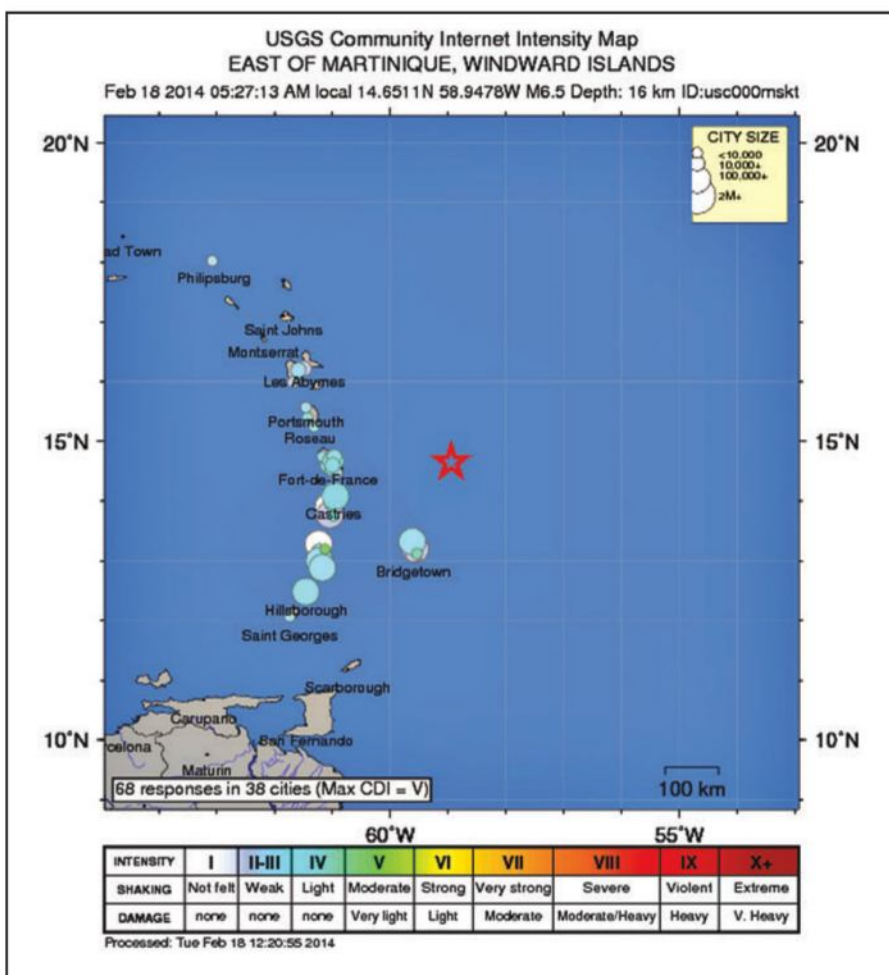 USGS Community Internet Intensity Map
EAST OF MARTINIQUE, WINDWARD ISLANDS
Feb 18 2014 05:27:13 AM local 14.6511N 58.9478W M6.5 Depth: 16 km ID:usc000mskt
20°N
20°N
CITY SIZE
<10,000
10,000+
100,000+
2M+
ad Town
Philipsburg
Saint Johns
Montserrat
Les Abymes
15°N
15°N
Portsmouth
Roseau
Fort-de-France
Castries
Bridgetown
Hillsborough
Saint Georges
Scarborough
Carupano
San Fernando
10°N
10°N
rcelona
Maturin
68 responses in 38 cities (Max CDI = V)
100 km
60°W
55°W
INTENSITY I II-III IV V VI VII VIII IX X+
SHAKING Not felt Weak Light Moderate Strong Very strong Severe Violent Extreme
DAMAGE none none none Very light Light Moderate Moderate/Heavy Heavy V. Heavy
Processed: Tue Feb 18 12:20:55 2014